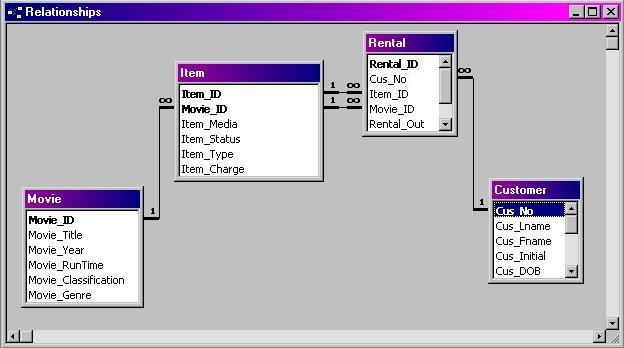 Relationships
Movie
Movie_ID
Movie_Title
Movie_Year
Movie_RunTime
Movie_Classification
Movie_Genre
1
∞
Item
Item_ID
Movie_ID
Item_Media
Item_Status
Item_Type
Item_Charge
1 ∞
1 ∞
Rental
Rental_ID
Cus_No
Item_ID
Movie_ID
Rental_Out
∞
1
Customer
Cus_No
Cus_Lname
Cus_Fname
Cus_Initial
Cus_DOB